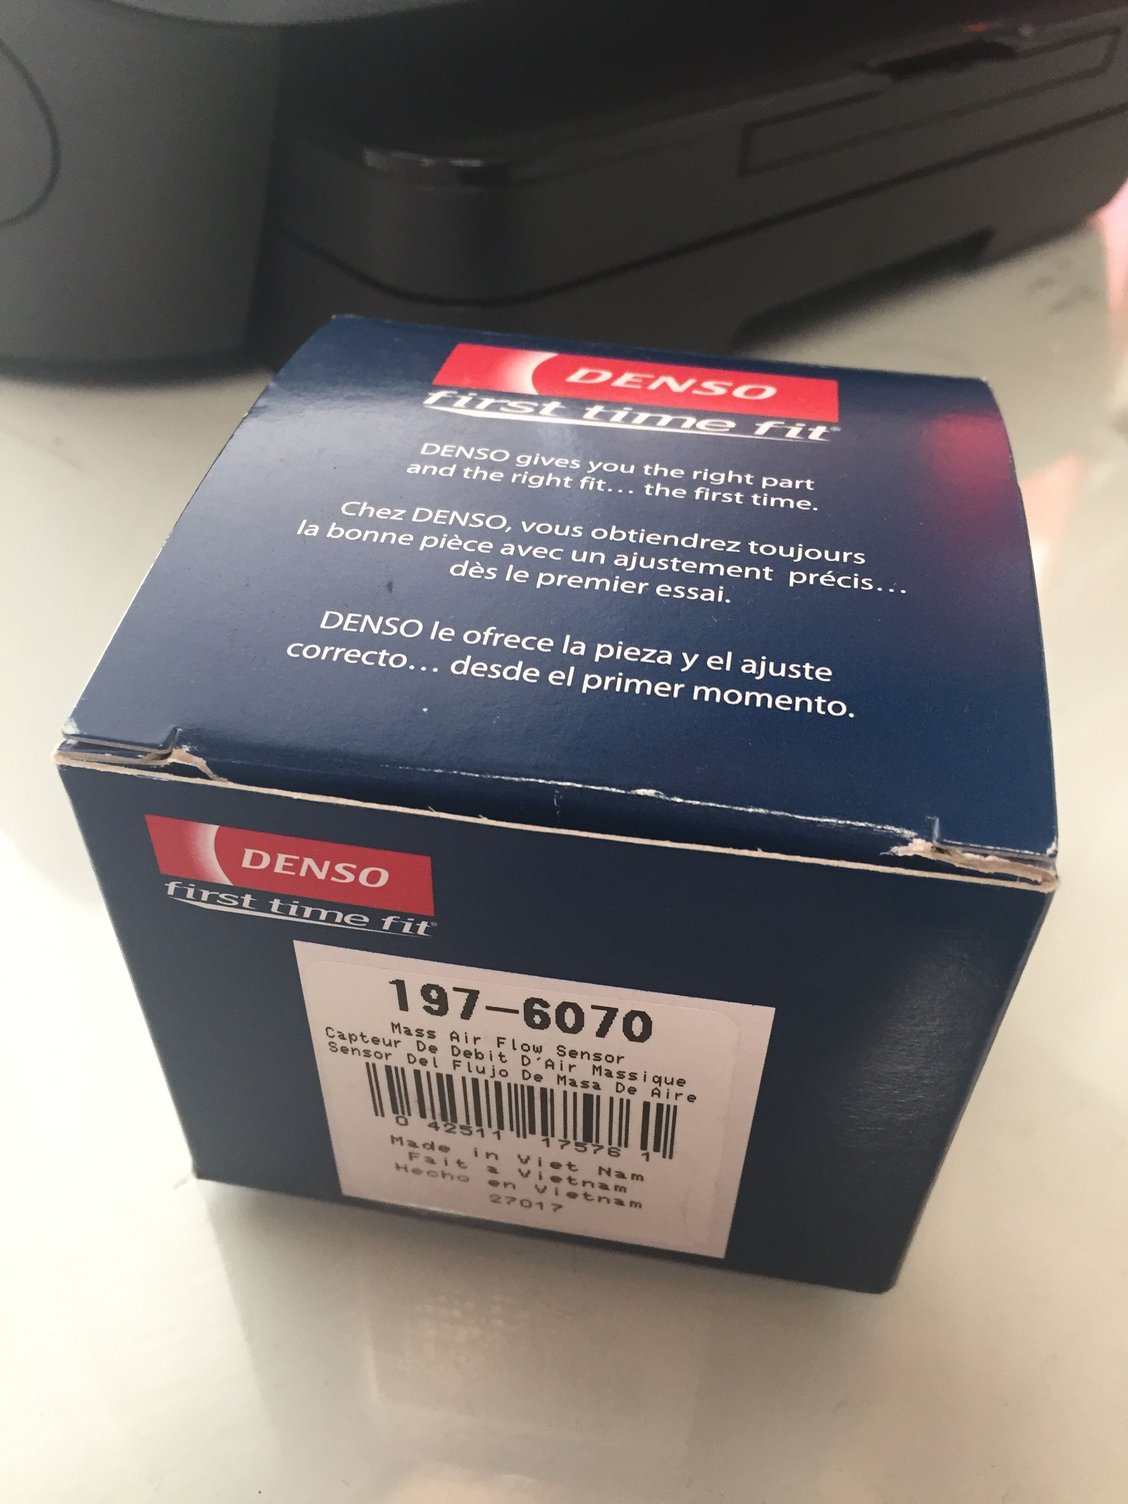 DENSO
first time fit®
DENSO gives you the right part
and the right fit... the first time.
Chez DENSO, vous obtiendrez toujours
la bonne pièce avec un ajustement précis...
dès le premier essai.
DENSO le ofrece la pieza y el ajuste
correcto... desde el primer momento.
DENSO
first time fit®
197-6070
Mass Air Flow Sensor
Capteur De Debit D'Air Massique
Sensor Del Flujo De Masa De Aire
0 42511 17576 1
Made in Viet Nam
Fait a Vietnam
Hecho en Vietnam
27017